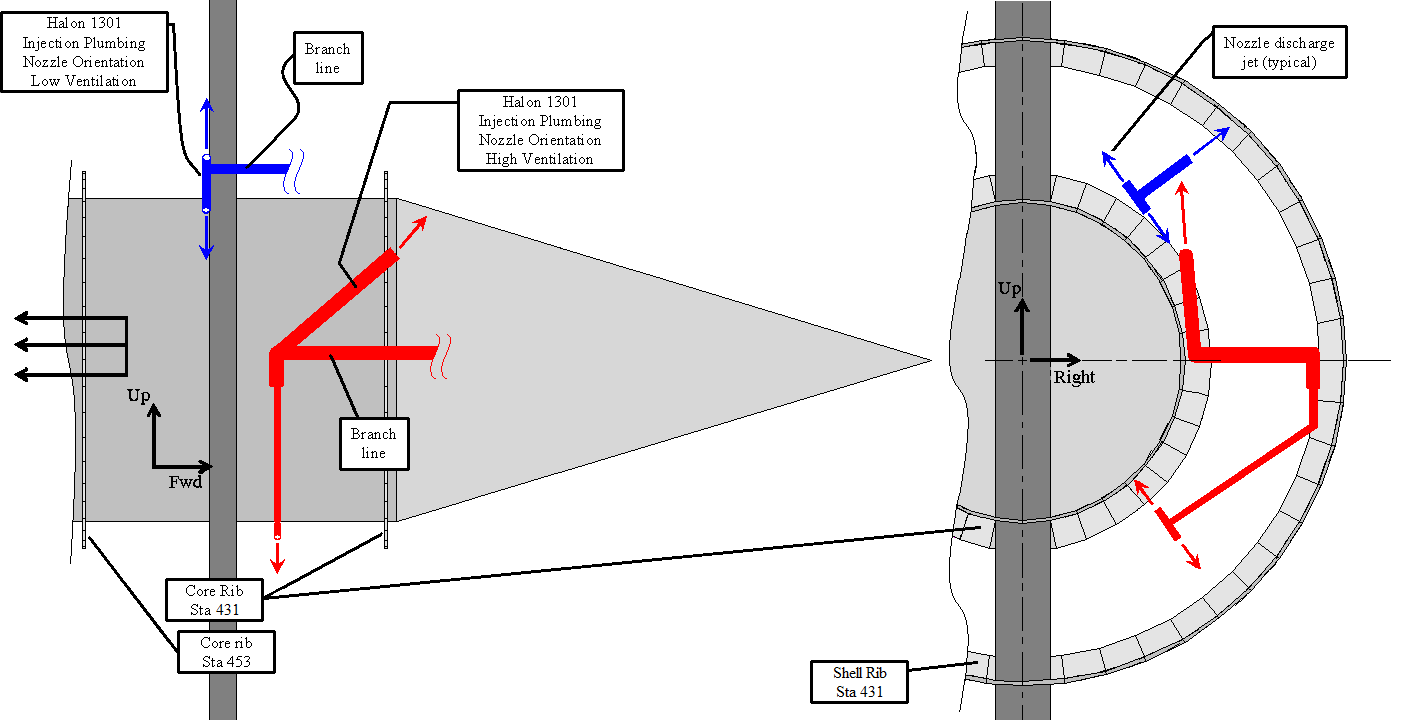 Halon 1301
Injection Plumbing
Nozzle Orientation
Low Ventilation
Branch
line
Halon 1301
Injection Plumbing
Nozzle Orientation
High Ventilation
Nozzle discharge
jet (typical)
Up
Fwd
Branch
line
Up
Right
Core Rib
Sta 431
Core rib
Sta 453
Shell Rib
Sta 431